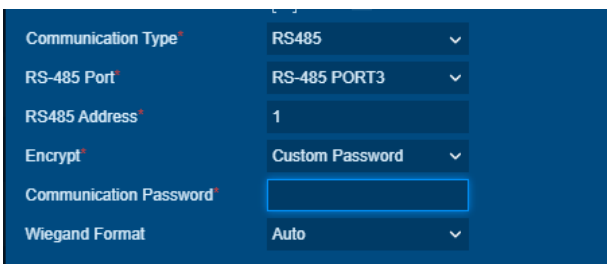 Communication Type* RS485
RS-485 Port* RS-485 PORT3
RS485 Address* 1
Encrypt* Custom Password
Communication Password*
Wiegand Format Auto